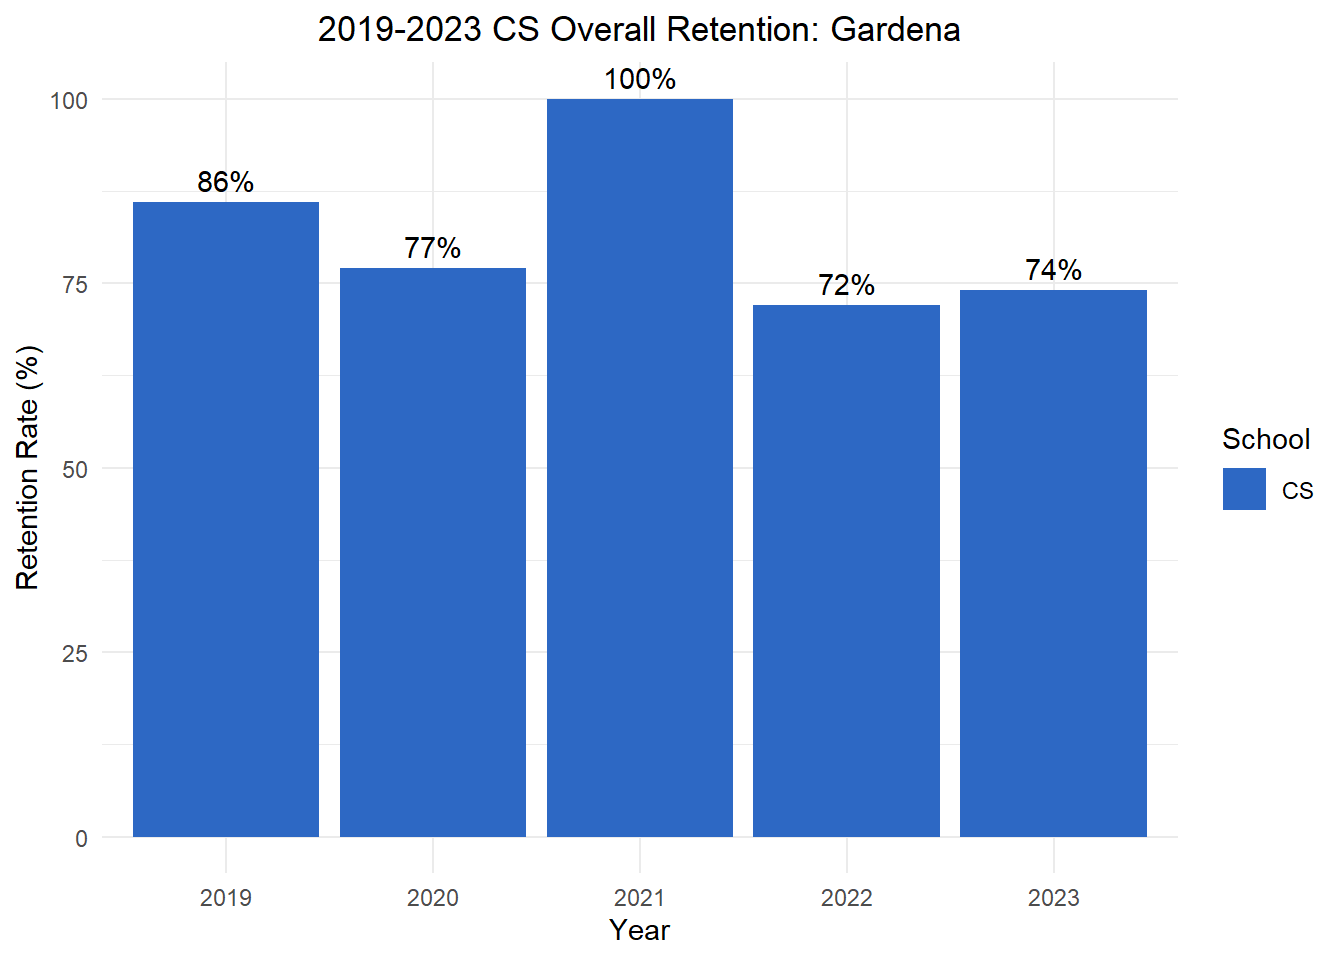 2019-2023 CS Overall Retention: Gardena
100%
86%
77%
72%
74%
100
75
50
25
0
Retention Rate (%)
2019 2020 2021 2022 2023
Year
School
CS